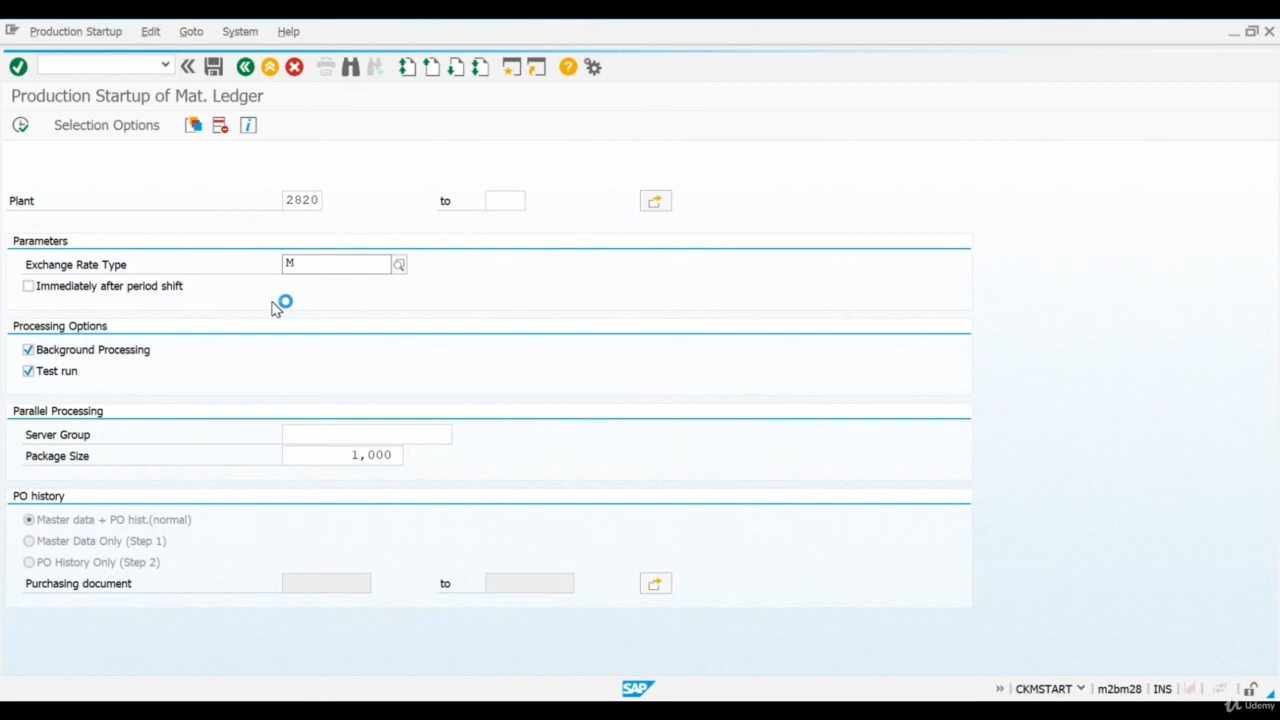 Production Startup Edit Goto System Help
Production Startup of Mat. Ledger
Selection Options
Plant 2820 to
Parameters
Exchange Rate Type M
Immediately after period shift
Processing Options
Background Processing
Test run
Parallel Processing
Server Group
Package Size 1,000
PO history
Master data + PO hist.(normal)
Master Data Only (Step 1)
PO History Only (Step 2)
Purchasing document to
SAP CKMSTART m2bm28 INS
Udemy